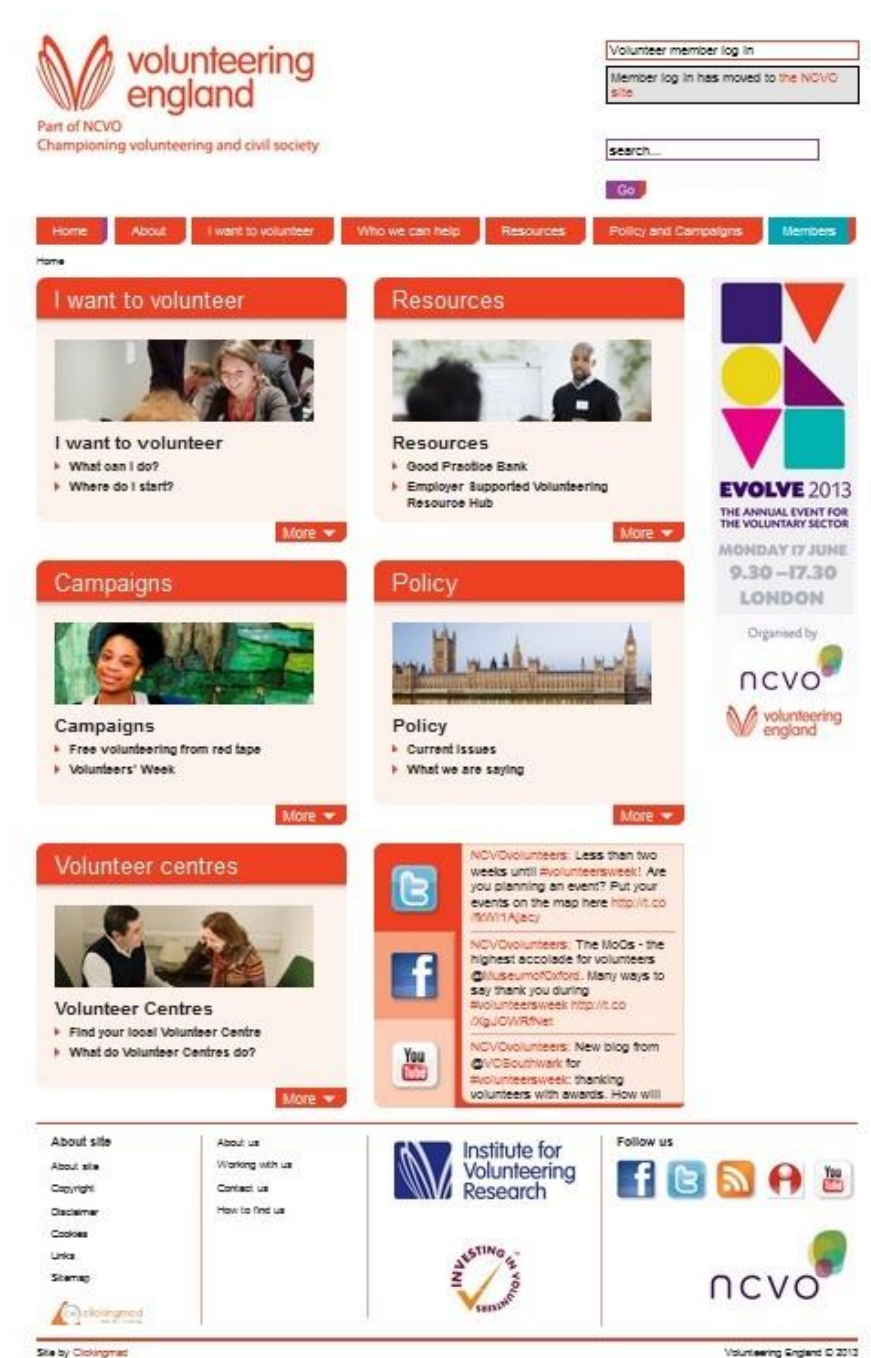 volunteering
england
Part of NCVO
Championing volunteering and civil society
Volunteer member log in
Member log in has moved to the NCVO
site
search...
Go
Home
About
I want to volunteer
Who we can help
Resources
Policy and Campaigns
Members
Home
I want to volunteer
I want to volunteer
What can I do?
Where do I start?
More
Resources
Resources
Good Practice Bank
Employer Supported Volunteering
Resource Hub
More
EVOLVE 2013
THE ANNUAL EVENT FOR
THE VOLUNTARY SECTOR
MONDAY 17 JUNE
9.30 –17.30
LONDON
Organised by
ncvo
volunteering
england
Campaigns
Campaigns
Free volunteering from red tape
Volunteers' Week
More
Policy
Policy
Current Issues
What we are saying
More
Volunteer centres
Volunteer Centres
Find your local Volunteer Centre
What do Volunteer Centres do?
More
NCVOvolunteers: Less than two
weeks until #volunteersweek! Are
you planning an event? Put your
events on the map here http://t.co
NCVOvolunteers: The MoOs - the
highest accolade for volunteers
@MuseumofOxford. Many ways to
say thank you during
#volunteersweek http://t.co
NCVOvolunteers: New blog from
@VCSouthwark for
#volunteersweek: thanking
volunteers with awards. How will
You
Tube
About site
About site
Copyright
Disclaimer
Cookies
Links
Sitemap
clickingmad
About us
Working with us
Contact us
How to find us
Institute for
Volunteering
Research
INVESTING IN VOLUNTEERS
Follow us
You
Tube
ncvo
Site by Clickingmad
Volunteering England © 2013